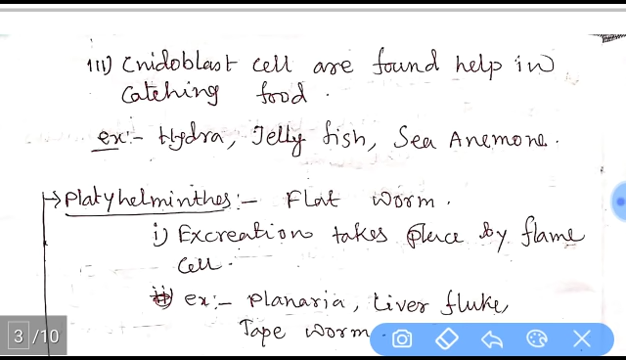 iii) Cnidoblast cell are found help in
Catching food.
ex:- Hydra, Jelly fish, Sea Anemone.
→ Platyhelminthes:- Flat worm.
i) Excreation takes place by flame
cell.
ii) ex:- Planaria, Liver fluke,
Tape worm
3 /10